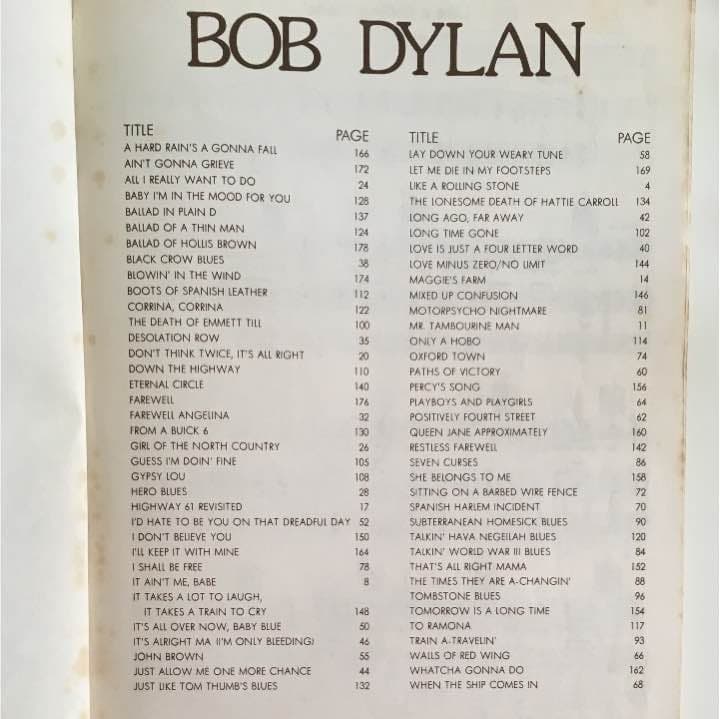 BOB DYLAN
TITLE PAGE
A HARD RAIN'S A GONNA FALL 166
AIN'T GONNA GRIEVE 172
ALL I REALLY WANT TO DO 24
BABY I'M IN THE MOOD FOR YOU 128
BALLAD IN PLAIN D 137
BALLAD OF A THIN MAN 124
BALLAD OF HOLLIS BROWN 178
BLACK CROW BLUES 38
BLOWIN' IN THE WIND 174
BOOTS OF SPANISH LEATHER 112
CORRINA, CORRINA 122
THE DEATH OF EMMETT TILL 100
DESOLATION ROW 35
DON'T THINK TWICE, IT'S ALL RIGHT 20
DOWN THE HIGHWAY 110
ETERNAL CIRCLE 140
FAREWELL 176
FAREWELL ANGELINA 32
FROM A BUICK 6 130
GIRL OF THE NORTH COUNTRY 26
GUESS I'M DOIN' FINE 105
GYPSY LOU 108
HERO BLUES 28
HIGHWAY 61 REVISITED 17
I'D HATE TO BE YOU ON THAT DREADFUL DAY 52
I DON'T BELIEVE YOU 150
I'LL KEEP IT WITH MINE 164
I SHALL BE FREE 78
IT AIN'T ME, BABE 8
IT TAKES A LOT TO LAUGH,
IT TAKES A TRAIN TO CRY 148
IT'S ALL OVER NOW, BABY BLUE 50
IT'S ALRIGHT MA (I'M ONLY BLEEDING) 46
JOHN BROWN 55
JUST ALLOW ME ONE MORE CHANCE 44
JUST LIKE TOM THUMB'S BLUES 132
TITLE PAGE
LAY DOWN YOUR WEARY TUNE 58
LET ME DIE IN MY FOOTSTEPS 169
LIKE A ROLLING STONE 4
THE LONESOME DEATH OF HATTIE CARROLL 134
LONG AGO, FAR AWAY 42
LONG TIME GONE 102
LOVE IS JUST A FOUR LETTER WORD 40
LOVE MINUS ZERO/NO LIMIT 144
MAGGIE'S FARM 14
MIXED UP CONFUSION 146
MOTORPSYCHO NIGHTMARE 81
MR. TAMBOURINE MAN 11
ONLY A HOBO 114
OXFORD TOWN 74
PATHS OF VICTORY 60
PERCY'S SONG 156
PLAYBOYS AND PLAYGIRLS 64
POSITIVELY FOURTH STREET 62
QUEEN JANE APPROXIMATELY 160
RESTLESS FAREWELL 142
SEVEN CURSES 86
SHE BELONGS TO ME 158
SITTING ON A BARBED WIRE FENCE 72
SPANISH HARLEM INCIDENT 70
SUBTERRANEAN HOMESICK BLUES 90
TALKIN' HAVA NEGEILAH BLUES 120
TALKIN' WORLD WAR III BLUES 84
THAT'S ALL RIGHT MAMA 152
THE TIMES THEY ARE A-CHANGIN' 88
TOMBSTONE BLUES 96
TOMORROW IS A LONG TIME 154
TO RAMONA 117
TRAIN A-TRAVELIN' 93
WALLS OF RED WING 66
WHATCHA GONNA DO 162
WHEN THE SHIP COMES IN 68